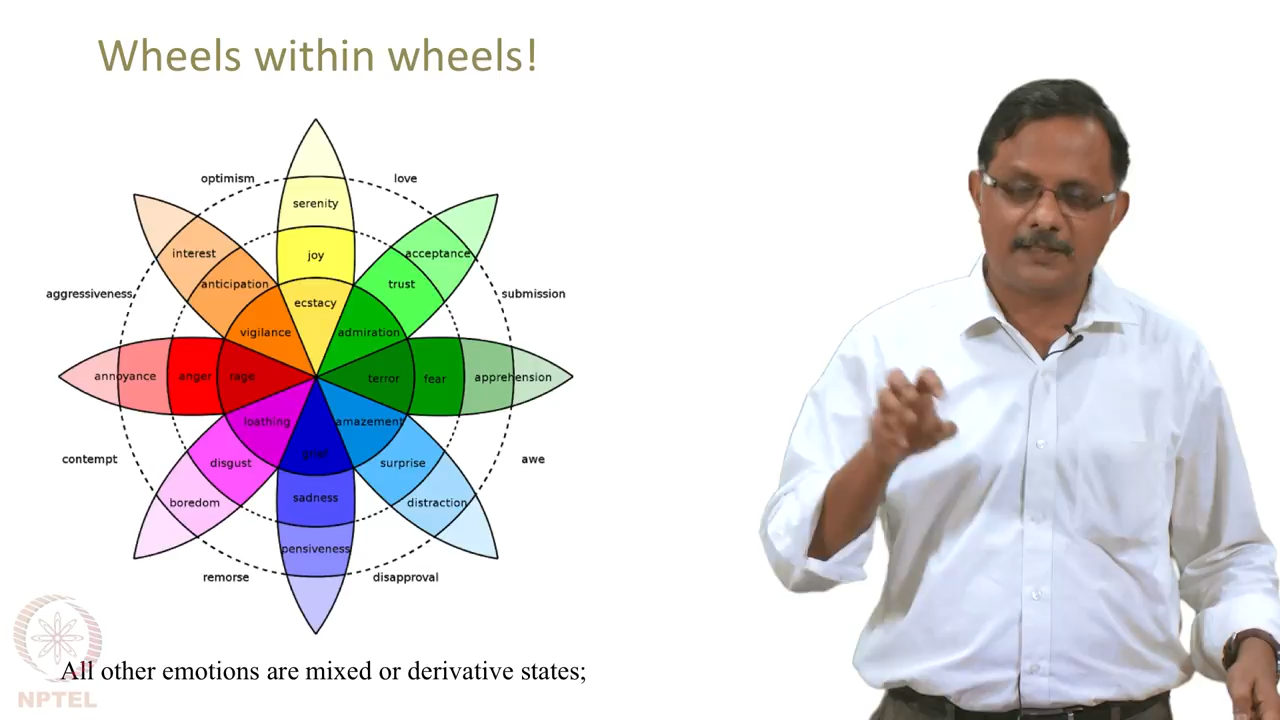 Wheels within wheels!
optimism
love
serenity
interest
acceptance
joy
anticipation
trust
aggressiveness
submission
ecstacy
vigilance
admiration
annoyance
anger
rage
terror
fear
apprehension
loathing
amazement
grief
contempt
disgust
surprise
awe
sadness
boredom
distraction
pensiveness
remorse
disapproval
All other emotions are mixed or derivative states;
NPTEL